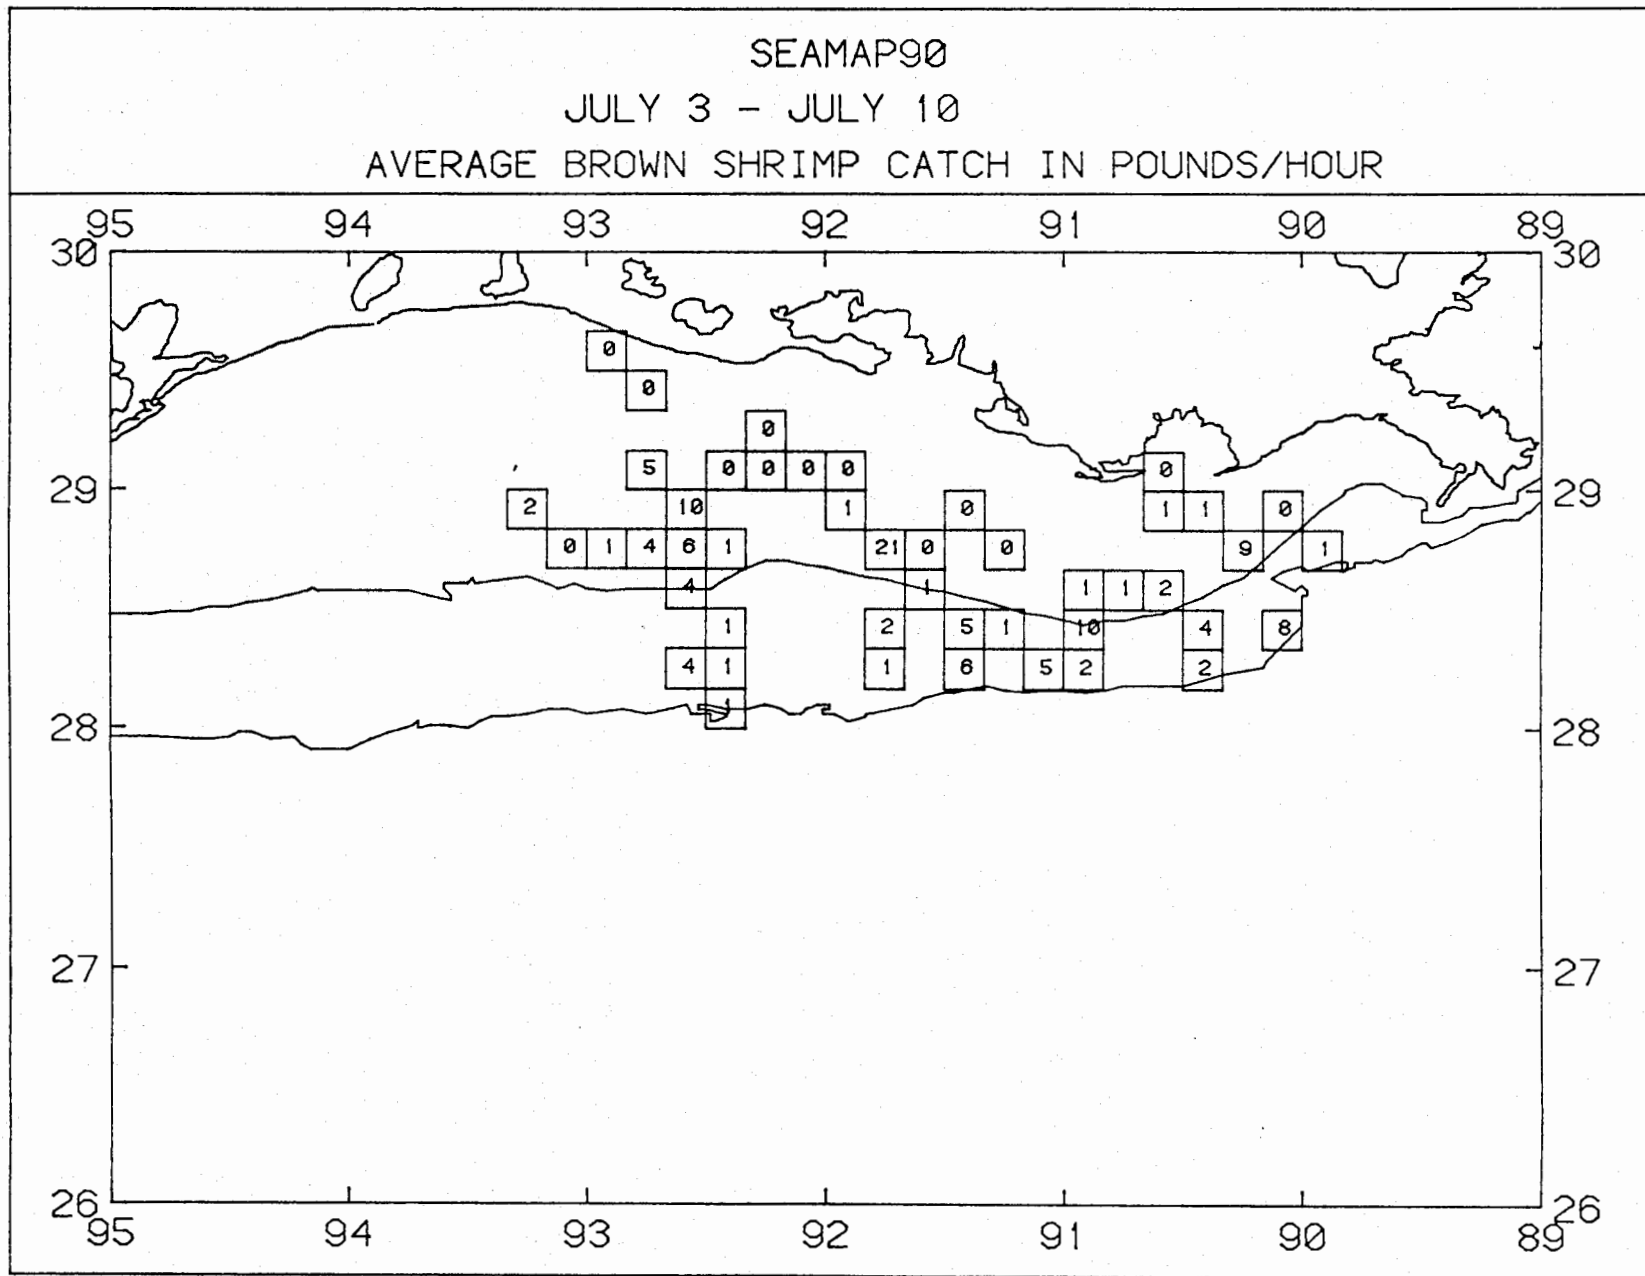 SEAMAP90
JULY 3 - JULY 10
AVERAGE BROWN SHRIMP CATCH IN POUNDS/HOUR
95 94 93 92 91 90 89
30 30
0
0
0
5 0 0 0 0 0
29 29
2 10 1 0 1 1 0
0 1 4 6 1 21 0 0 9 1
4 1 1 1 2
1 2 5 1 10 4 8
4 1 1 6 5 2 2
1
28 28
27 27
26 26
95 94 93 92 91 90 89